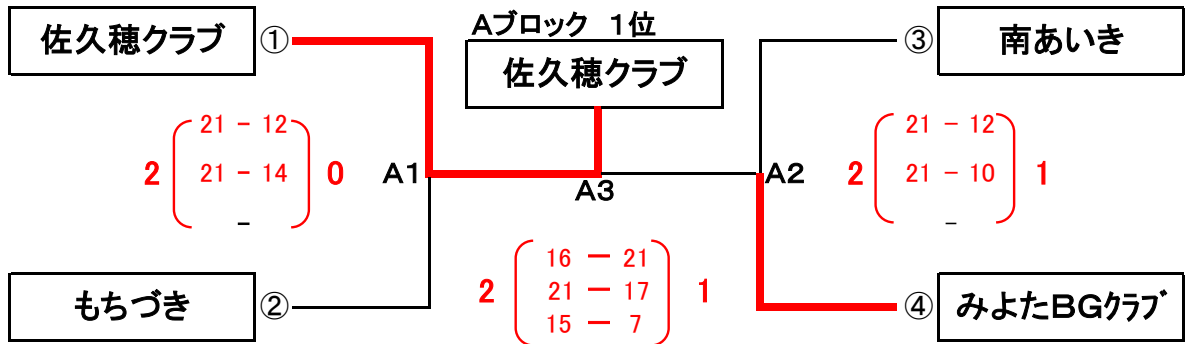 佐久穂クラブ ①
Aブロック 1位
佐久穂クラブ
③ 南あいき
2 21 - 12 0
21 - 14
-
A1
A3
A2
2 21 - 12 1
21 - 10
-
2 16 - 21 1
21 - 17
15 - 7
もちづき ②
④ みよたBGクラブ